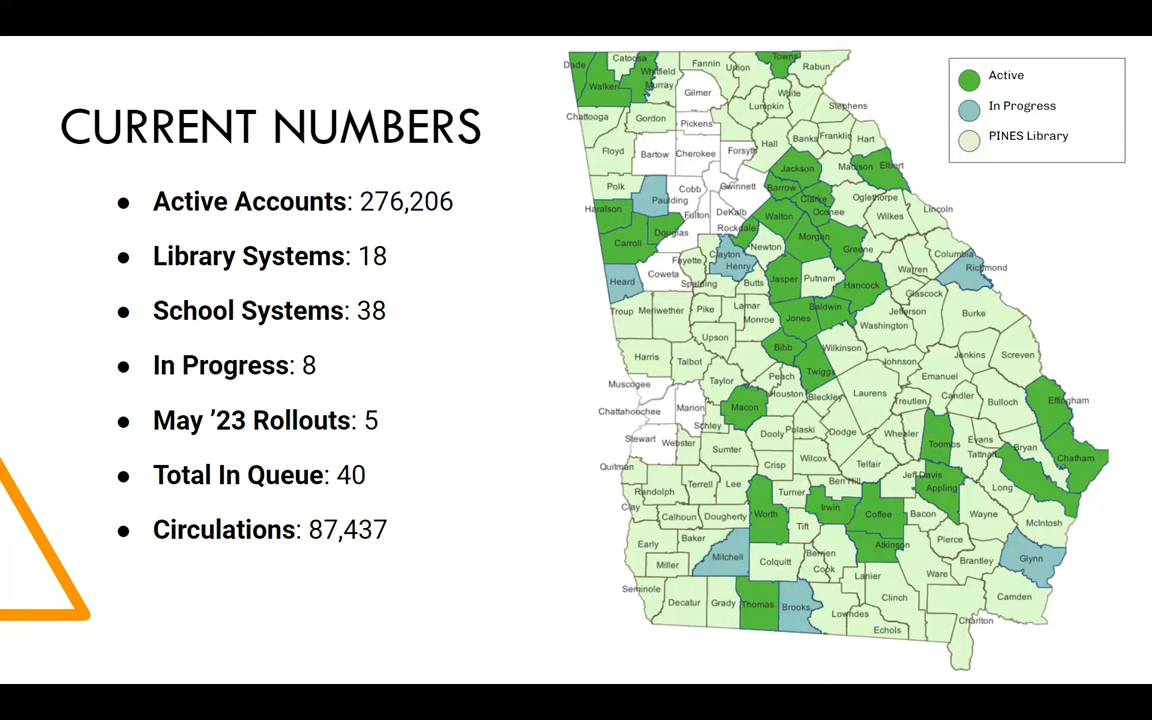 CURRENT NUMBERS
● Active Accounts: 276,206
● Library Systems: 18
● School Systems: 38
● In Progress: 8
● May ’23 Rollouts: 5
● Total In Queue: 40
● Circulations: 87,437
Active
In Progress
PINES Library
Dade
Catoosa
Fannin
Union
Towns
Rabun
Walker
Whitfield
Murray
Gilmer
White
Lumpkin
Stephens
Chattooga
Gordon
Pickens
Hall
Banks
Franklin
Hart
Floyd
Bartow
Cherokee
Forsyth
Jackson
Madison
Elbert
Polk
Paulding
Cobb
Gwinnett
Barrow
Clarke
Oglethorpe
Haralson
Fulton
DeKalb
Walton
Oconee
Wilkes
Lincoln
Carroll
Douglas
Rockdale
Newton
Morgan
Greene
Columbia
Heard
Coweta
Fayette
Clayton
Henry
Spalding
Butts
Jasper
Putnam
Hancock
Warren
Richmond
Glascock
Troup
Meriwether
Pike
Lamar
Monroe
Jones
Baldwin
Washington
Jefferson
Burke
Harris
Talbot
Upson
Bibb
Twiggs
Wilkinson
Johnson
Jenkins
Screven
Muscogee
Taylor
Peach
Houston
Bleckley
Laurens
Emanuel
Candler
Bulloch
Effingham
Chattahoochee
Marion
Macon
Schley
Dooly
Pulaski
Dodge
Treutlen
Wheeler
Toombs
Evans
Tattna
Bryan
Chatham
Stewart
Webster
Sumter
Crisp
Wilcox
Telfair
Jeff Davis
Appling
Long
Quitman
Randolph
Terrell
Lee
Turner
Ben Hill
Irwin
Coffee
Bacon
Wayne
McIntosh
Clay
Calhoun
Dougherty
Worth
Tift
Atkinson
Pierce
Early
Baker
Mitchell
Colquitt
Berrien
Cook
Brantley
Glynn
Miller
Lanier
Ware
Seminole
Decatur
Grady
Thomas
Brooks
Lowndes
Clinch
Echols
Charlton
Camden